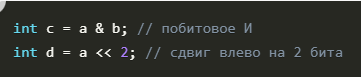 int c = a & b; // побитовое И
int d = a << 2; // сдвиг влево на 2 бита